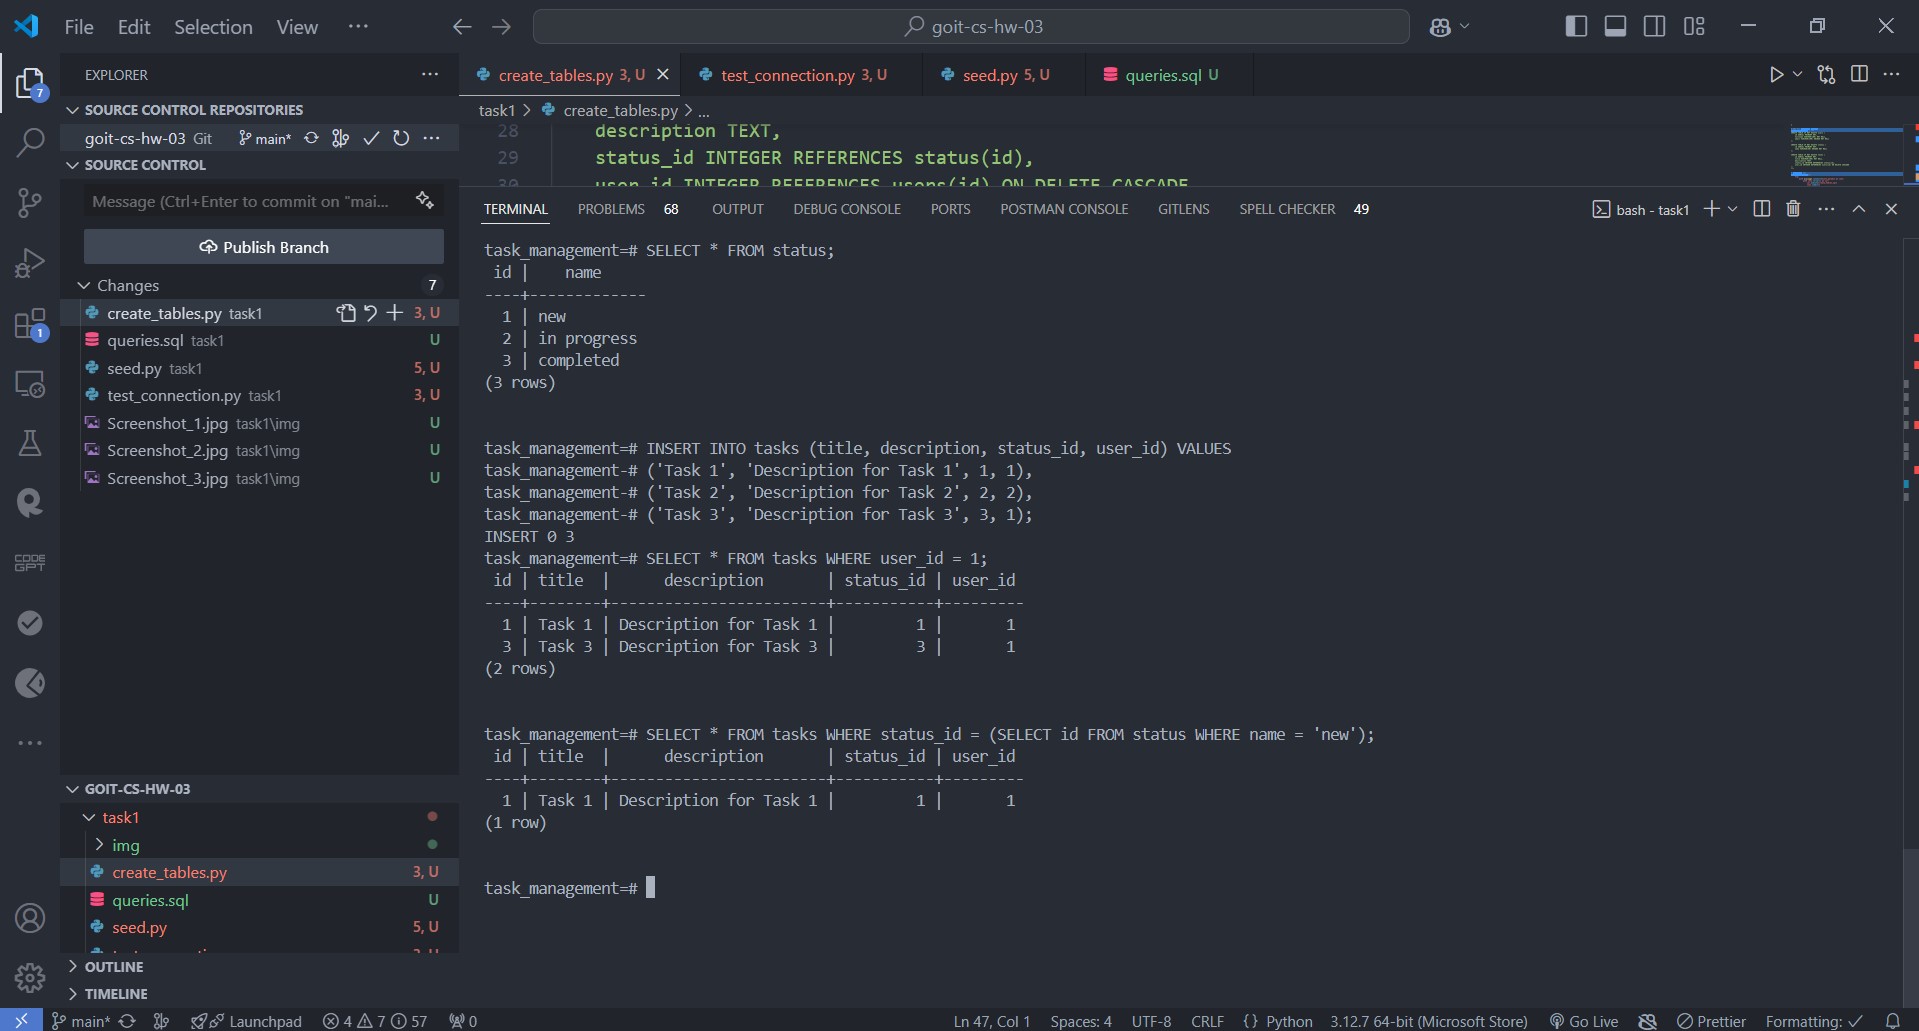 File Edit Selection View ···
goit-cs-hw-03
EXPLORER ···
SOURCE CONTROL REPOSITORIES
goit-cs-hw-03 Git main* ···
SOURCE CONTROL
Message (Ctrl+Enter to commit on "mai...
Publish Branch
Changes 7
create_tables.py task1 3, U
queries.sql task1 U
seed.py task1 5, U
test_connection.py task1 3, U
Screenshot_1.jpg task1\img U
Screenshot_2.jpg task1\img U
Screenshot_3.jpg task1\img U
GOIT-CS-HW-03
task1
img
create_tables.py 3, U
queries.sql U
seed.py 5, U
OUTLINE
TIMELINE
7
1
CODE
GPT
create_tables.py 3, U test_connection.py 3, U seed.py 5, U queries.sql U
task1 > create_tables.py > ...
28 description TEXT,
29 status_id INTEGER REFERENCES status(id),
30 user_id INTEGER REFERENCES users(id) ON DELETE CASCADE
TERMINAL PROBLEMS 68 OUTPUT DEBUG CONSOLE PORTS POSTMAN CONSOLE GITLENS SPELL CHECKER 49 bash - task1
task_management=# SELECT * FROM status;
id | name
----+-------------
1 | new
2 | in progress
3 | completed
(3 rows)
task_management=# INSERT INTO tasks (title, description, status_id, user_id) VALUES
task_management-# ('Task 1', 'Description for Task 1', 1, 1),
task_management-# ('Task 2', 'Description for Task 2', 2, 2),
task_management-# ('Task 3', 'Description for Task 3', 3, 1);
INSERT 0 3
task_management=# SELECT * FROM tasks WHERE user_id = 1;
id | title | description | status_id | user_id
----+--------+------------------------+-----------+---------
1 | Task 1 | Description for Task 1 | 1 | 1
3 | Task 3 | Description for Task 3 | 3 | 1
(2 rows)
task_management=# SELECT * FROM tasks WHERE status_id = (SELECT id FROM status WHERE name = 'new');
id | title | description | status_id | user_id
----+--------+------------------------+-----------+---------
1 | Task 1 | Description for Task 1 | 1 | 1
(1 row)
task_management=#
main* Launchpad 4 7 57 0 Ln 47, Col 1 Spaces: 4 UTF-8 CRLF {} Python 3.12.7 64-bit (Microsoft Store) Go Live Prettier Formatting: ✓